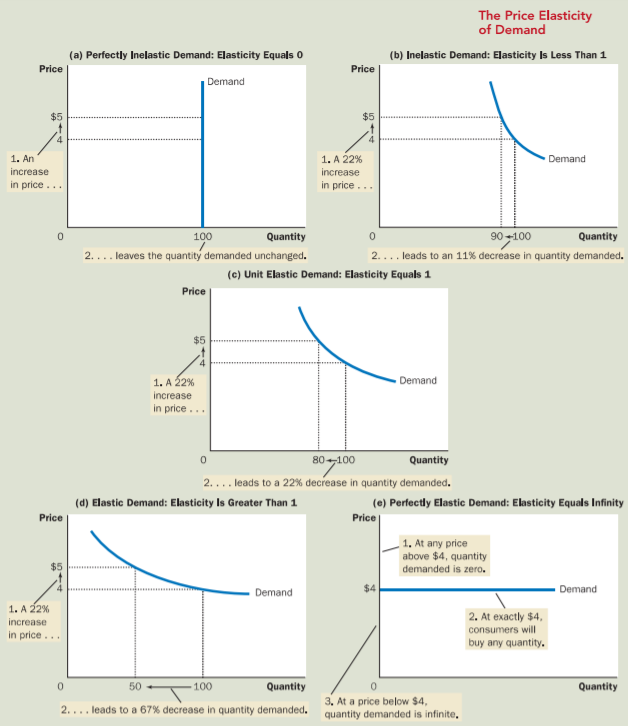 The Price Elasticity
of Demand
(a) Perfectly Inelastic Demand: Elasticity Equals 0
Price
Demand
$5
4
1. An
increase
in price . . .
0
100
Quantity
2. . . . leaves the quantity demanded unchanged.
(b) Inelastic Demand: Elasticity Is Less Than 1
Price
$5
4
1. A 22%
increase
in price . . .
Demand
0
90
100
Quantity
2. . . . leads to an 11% decrease in quantity demanded.
(c) Unit Elastic Demand: Elasticity Equals 1
Price
$5
4
1. A 22%
increase
in price . . .
Demand
0
80
100
Quantity
2. . . . leads to a 22% decrease in quantity demanded.
(d) Elastic Demand: Elasticity Is Greater Than 1
Price
$5
4
1. A 22%
increase
in price . . .
Demand
0
50
100
Quantity
2. . . . leads to a 67% decrease in quantity demanded.
(e) Perfectly Elastic Demand: Elasticity Equals Infinity
Price
1. At any price
above $4, quantity
demanded is zero.
$4
Demand
2. At exactly $4,
consumers will
buy any quantity.
0
Quantity
3. At a price below $4,
quantity demanded is infinite.